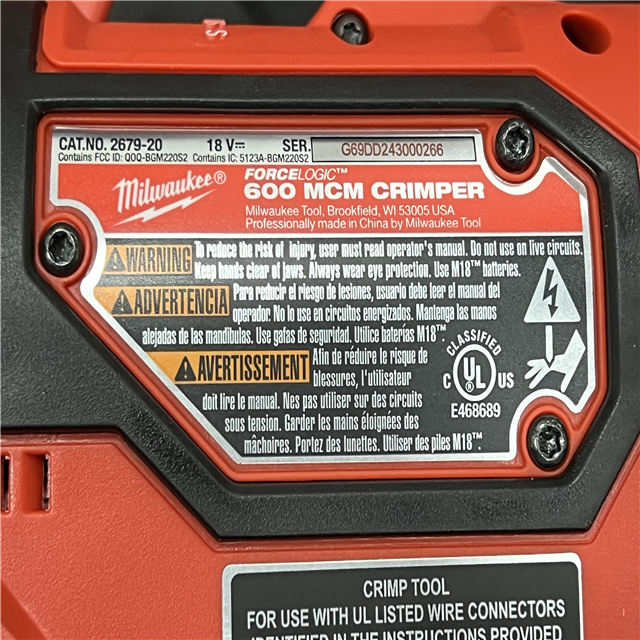 CAT.NO. 2679-20 18 V⎓ SER. G69DD243000266
Contains FCC ID: QOQ-BGM220S2 Contains IC: 5123A-BGM220S2
Milwaukee®
FORCELOGIC™
600 MCM CRIMPER
Milwaukee Tool, Brookfield, WI 53005 USA
Professionally made in China by Milwaukee Tool
WARNING To reduce the risk of injury, user must read operator's manual. Do not use on live circuits.
Keep hands clear of jaws. Always wear eye protection. Use M18™ batteries.
ADVERTENCIA Para reducir el riesgo de lesiones, usuario debe leer el manual del
operador. No lo use en circuitos energizados. Mantenga las manos
alejadas de las mandibulas. Use gafas de seguridad. Utilice baterías M18™.
AVERTISSEMENT Afin de réduire le risque de
blessures, l'utilisateur
doit lire le manual. Nes pas utiliser sur des circuits
sous tension. Garder les mains éloignées des
mâchoires. Portez des lunettes. Utiliser des piles M18™.
CLASSIFIED
C UL® US
E468689
CRIMP TOOL
FOR USE WITH UL LISTED WIRE CONNECTORS
IDENTIFIED IN THE INSTRUCTIONS PROVIDED